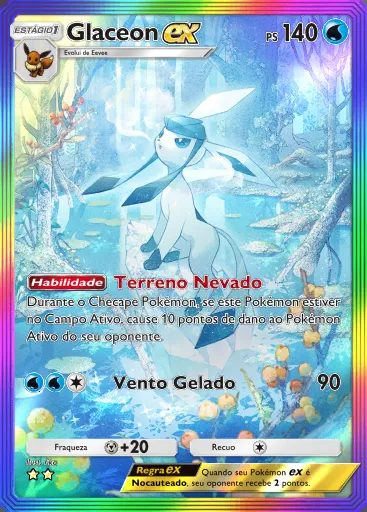 ESTÁGIO 1 Glaceon ex PS 140
Evolui de Eevee
Habilidade Terreno Nevado
Durante o Checape Pokémon, se este Pokémon estiver
no Campo Ativo, cause 10 pontos de dano ao Pokémon
Ativo do seu oponente.
Vento Gelado 90
Fraqueza +20 Recuo
Regra ex Quando seu Pokémon ex é
Nocauteado, seu oponente recebe 2 pontos.